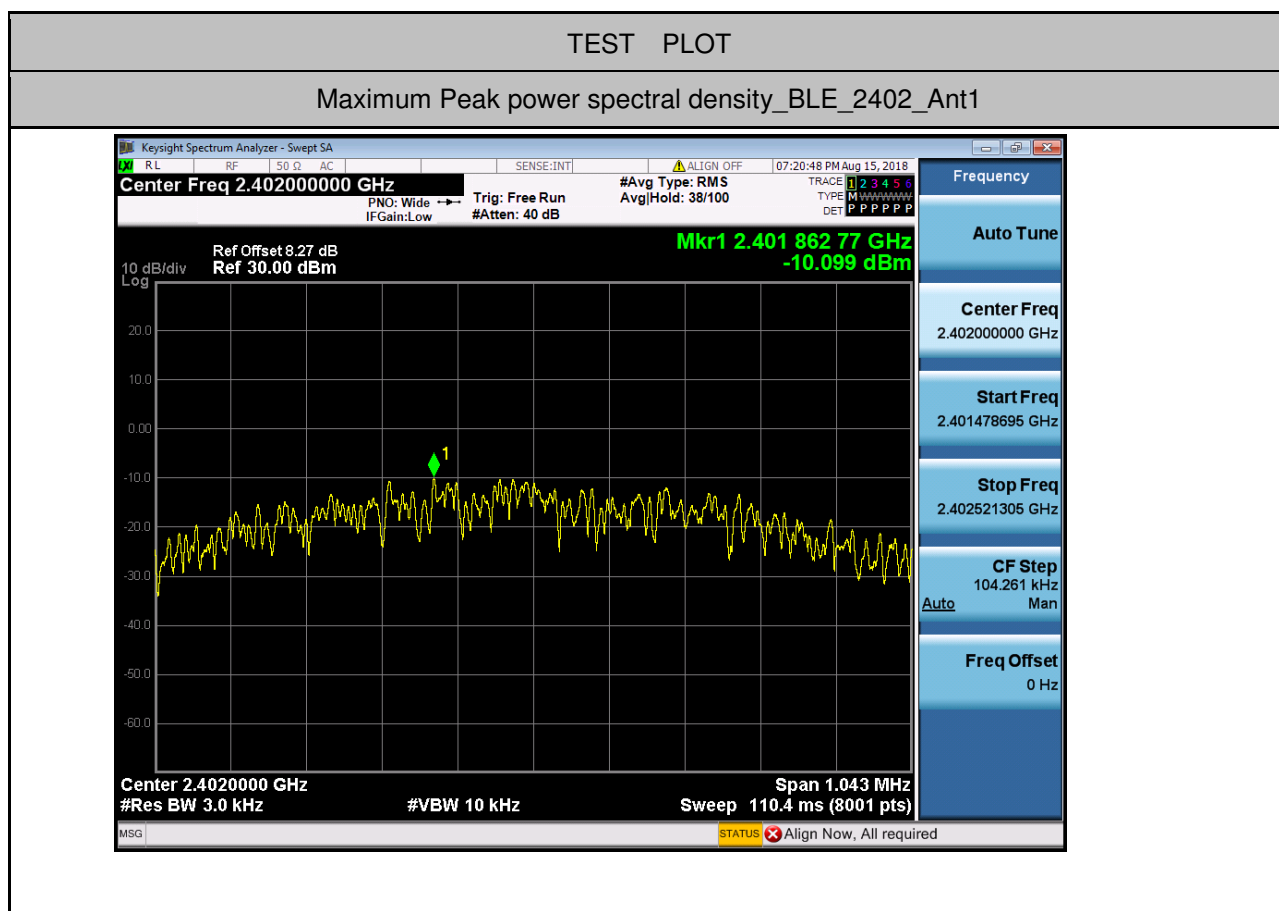 TEST PLOT
Maximum Peak power spectral density_BLE_2402_Ant1
Keysight Spectrum Analyzer - Swept SA
LXI RL RF 50 Ω AC SENSE:INT ALIGN OFF 07:20:48 PM Aug 15, 2018
Center Freq 2.402000000 GHz
PNO: Wide
IFGain:Low
Trig: Free Run
#Atten: 40 dB
#Avg Type: RMS
Avg|Hold: 38/100
TRACE 1 2 3 4 5 6
TYPE M WWWWW
DET P P P P P P
Mkr1 2.401 862 77 GHz
-10.099 dBm
Ref Offset 8.27 dB
10 dB/div Ref 30.00 dBm
Log
20.0
10.0
0.00
-10.0
-20.0
-30.0
-40.0
-50.0
-60.0
1
Center 2.4020000 GHz Span 1.043 MHz
#Res BW 3.0 kHz #VBW 10 kHz Sweep 110.4 ms (8001 pts)
MSG STATUS Align Now, All required
Frequency
Auto Tune
Center Freq
2.402000000 GHz
Start Freq
2.401478695 GHz
Stop Freq
2.402521305 GHz
CF Step
104.261 kHz
Auto Man
Freq Offset
0 Hz